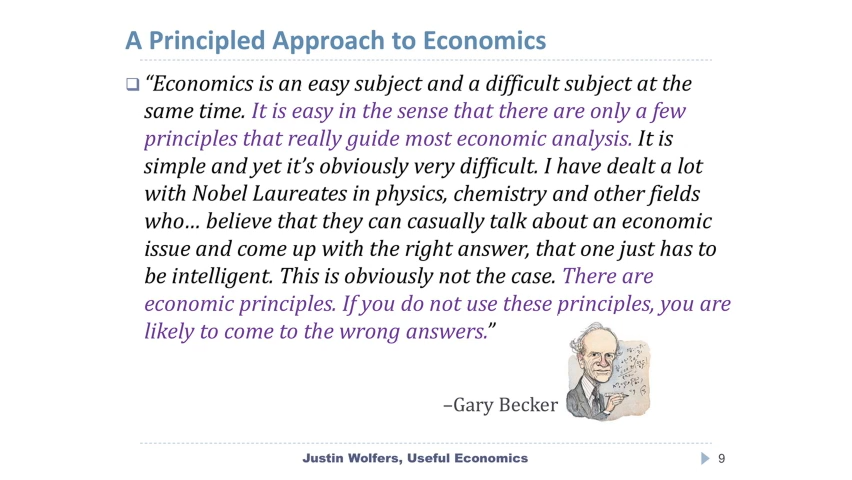 A Principled Approach to Economics
“Economics is an easy subject and a difficult subject at the
same time. It is easy in the sense that there are only a few
principles that really guide most economic analysis. It is
simple and yet it’s obviously very difficult. I have dealt a lot
with Nobel Laureates in physics, chemistry and other fields
who… believe that they can casually talk about an economic
issue and come up with the right answer, that one just has to
be intelligent. This is obviously not the case. There are
economic principles. If you do not use these principles, you are
likely to come to the wrong answers.”
–Gary Becker
Justin Wolfers, Useful Economics
9